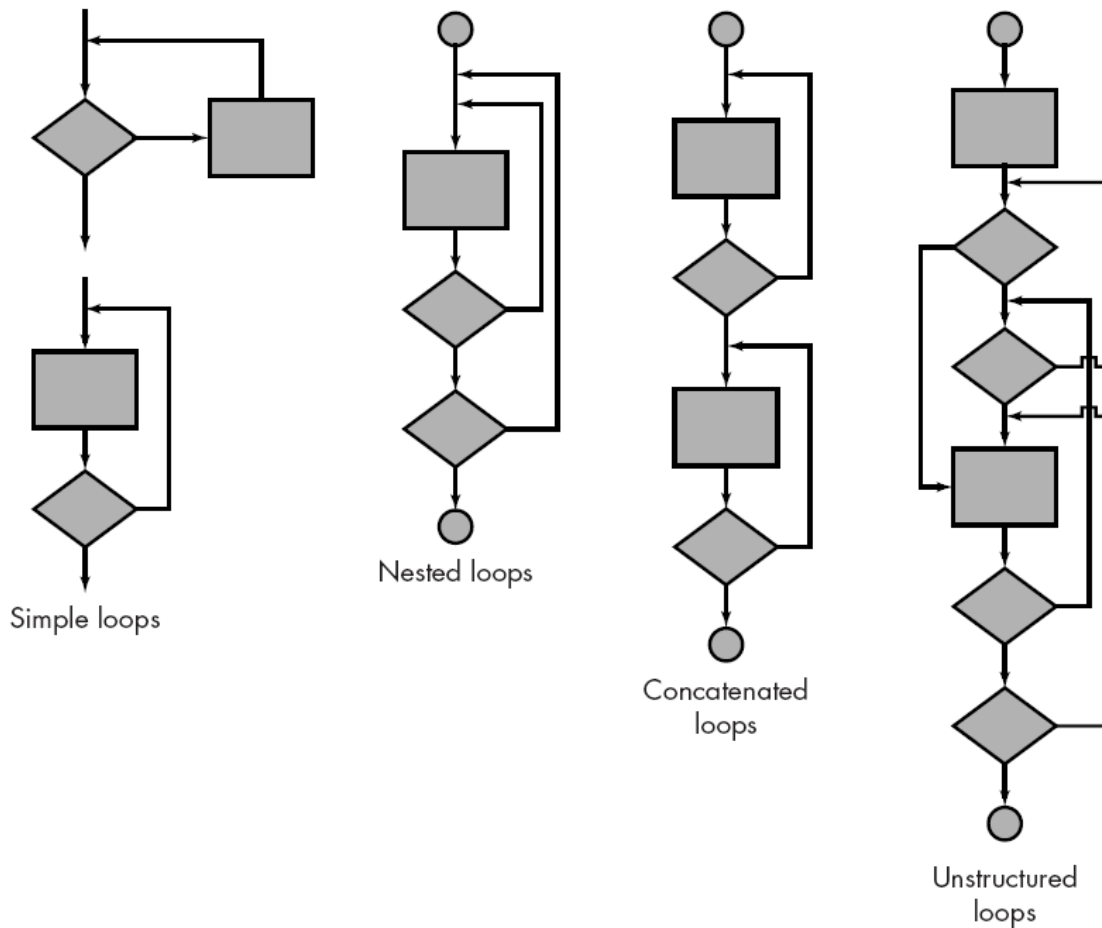 Simple loops
Nested loops
Concatenated
loops
Unstructured
loops